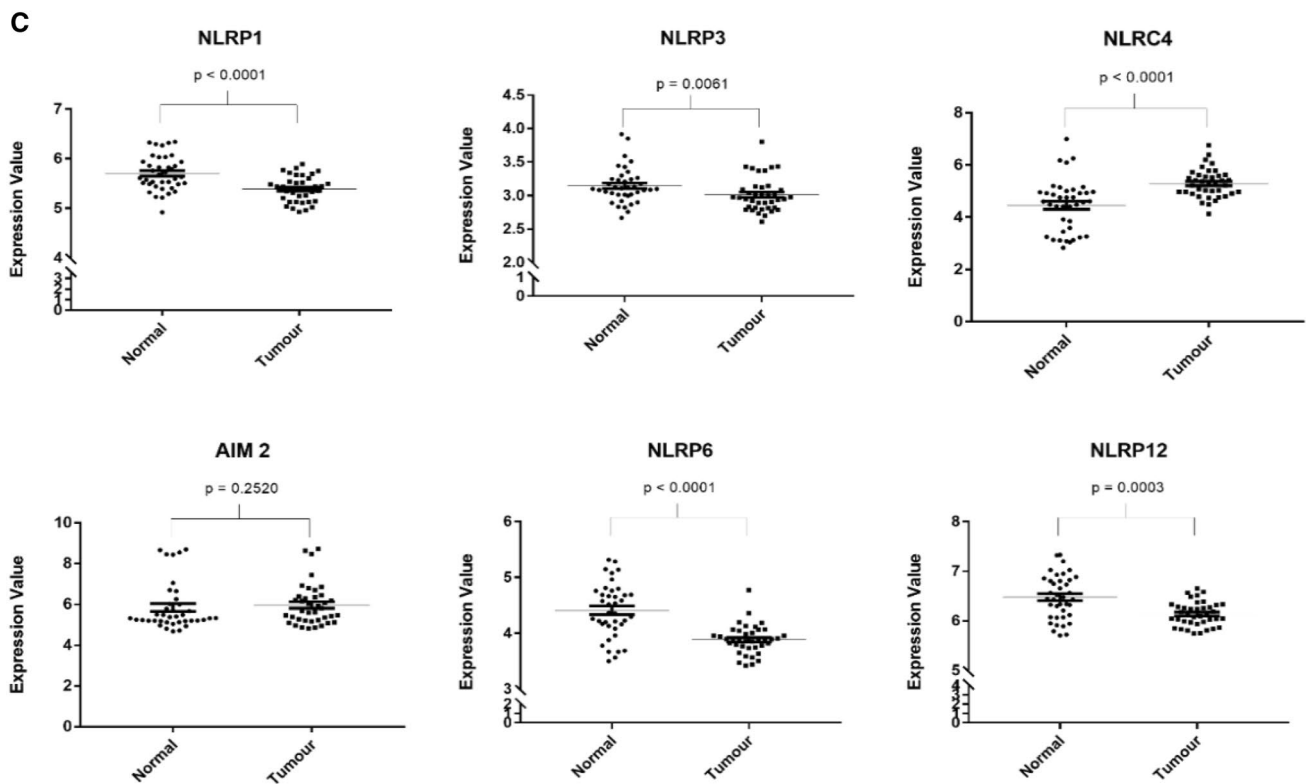 C
NLRP1
p < 0.0001
Expression Value
7
6
5
4
3
2
1
0
Normal
Tumour
NLRP3
p = 0.0061
Expression Value
4.5
4.0
3.5
3.0
2.5
2.0
1
0
Normal
Tumour
NLRC4
p < 0.0001
Expression Value
8
6
4
2
0
Normal
Tumour
AIM 2
p = 0.2520
Expression Value
10
8
6
4
2
0
Normal
Tumour
NLRP6
p < 0.0001
Expression Value
6
5
4
3
2
1
0
Normal
Tumour
NLRP12
p = 0.0003
Expression Value
8
7
6
5
4
3
2
1
0
Normal
Tumour